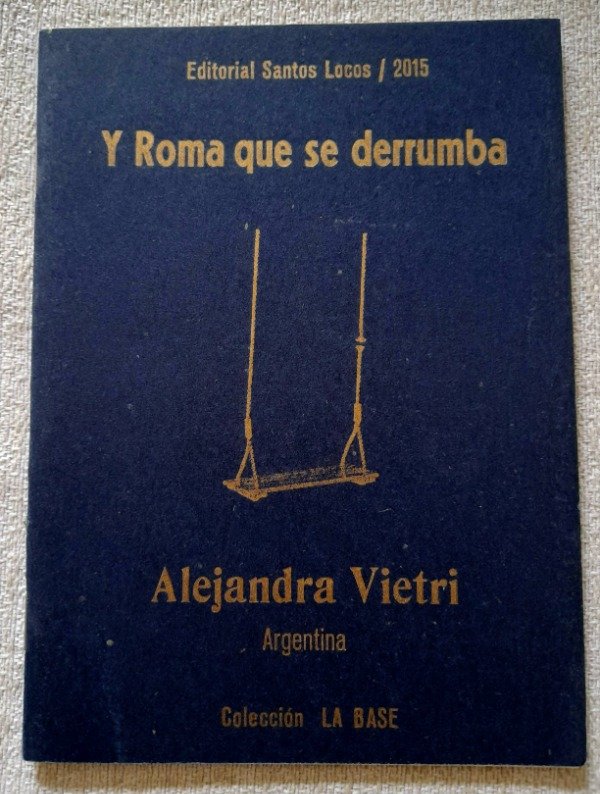 Editorial Santos Locos / 2015
Y Roma que se derrumba
Alejandra Vietri
Argentina
Colección LA BASE